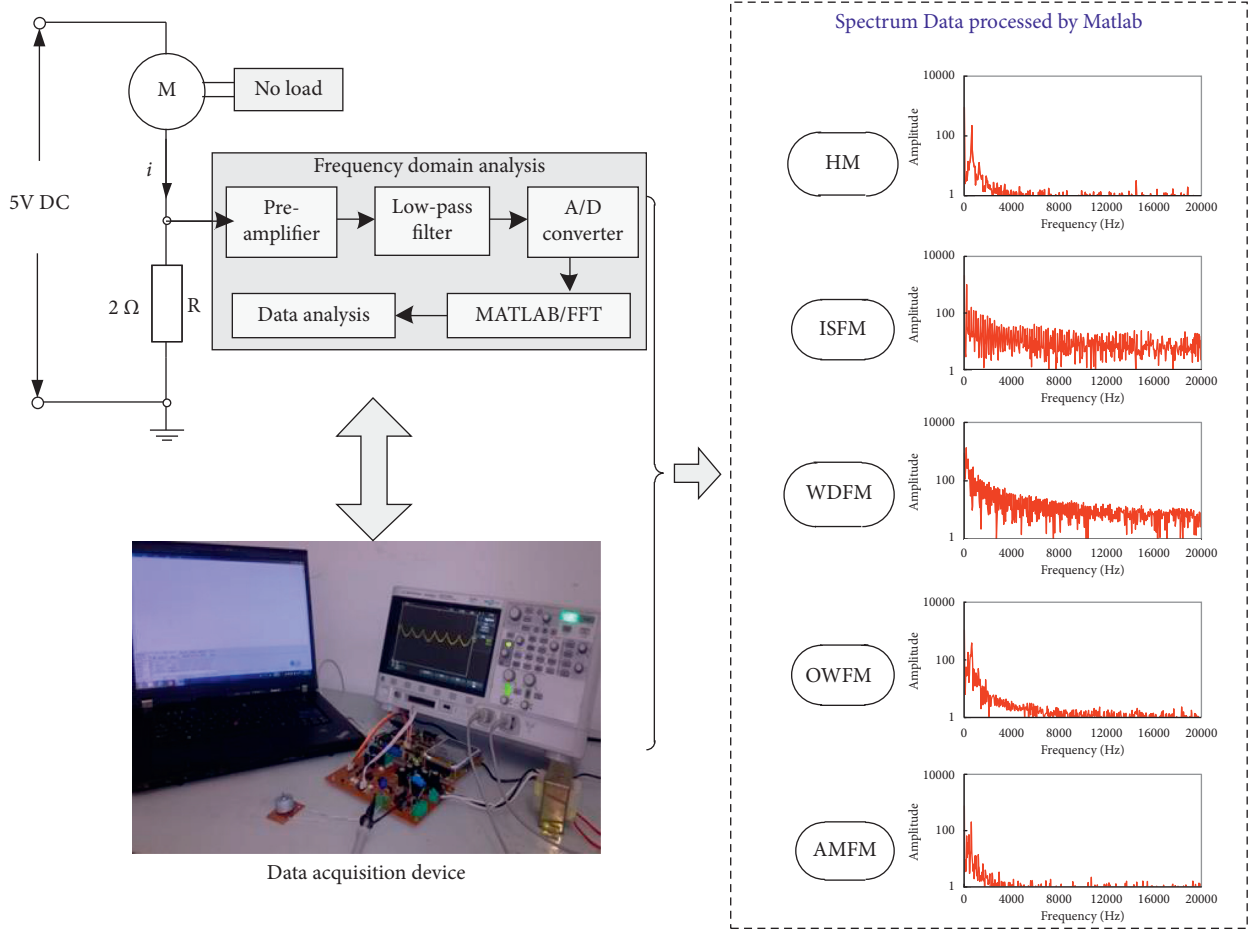 5V DC
M
No load
i
2 Ω
R
Frequency domain analysis
Pre-
amplifier
Low-pass
filter
A/D
converter
Data analysis
MATLAB/FFT
Data acquisition device
Spectrum Data processed by Matlab
HM
Amplitude
10000
100
1
0 4000 8000 12000 16000 20000
Frequency (Hz)
ISFM
Amplitude
10000
100
1
0 4000 8000 12000 16000 20000
Frequency (Hz)
WDFM
Amplitude
10000
100
1
0 4000 8000 12000 16000 20000
Frequency (Hz)
OWFM
Amplitude
10000
100
1
0 4000 8000 12000 16000 20000
Frequency (Hz)
AMFM
Amplitude
10000
100
1
0 4000 8000 12000 16000 20000
Frequency (Hz)